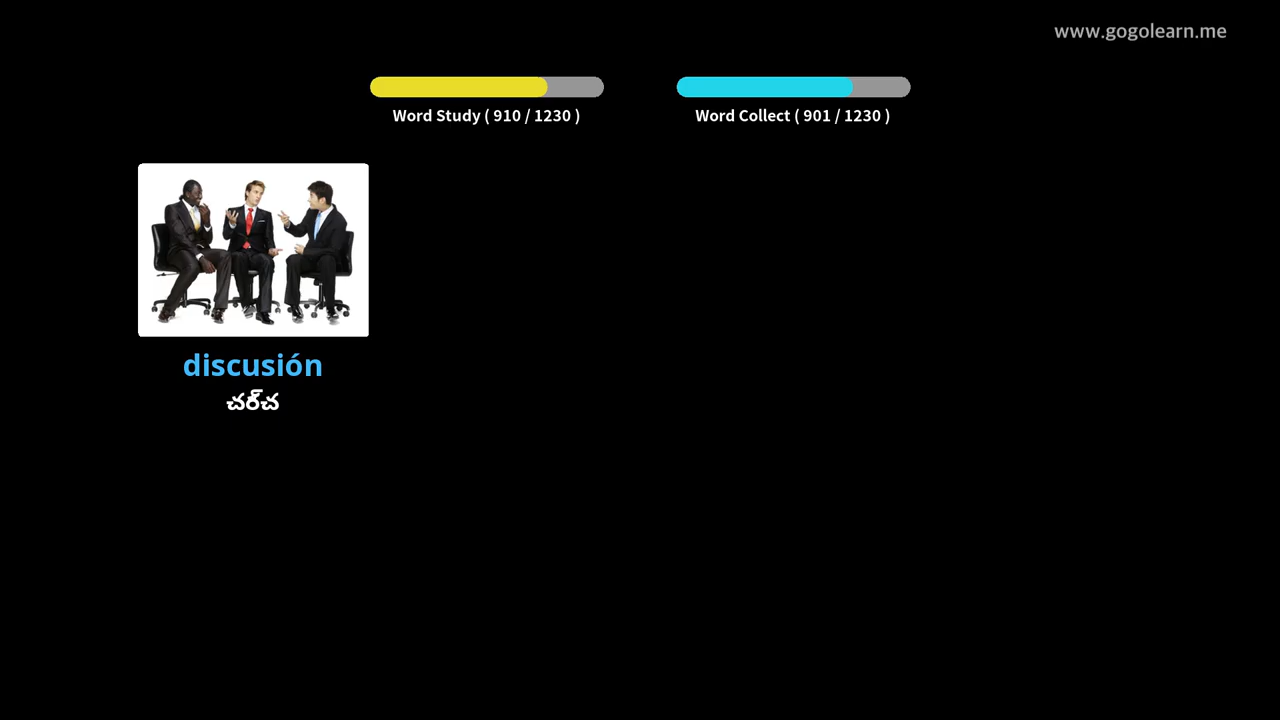 www.gogolearn.me
Word Study ( 910 / 1230 )
Word Collect ( 901 / 1230 )
discusión
చర్చ